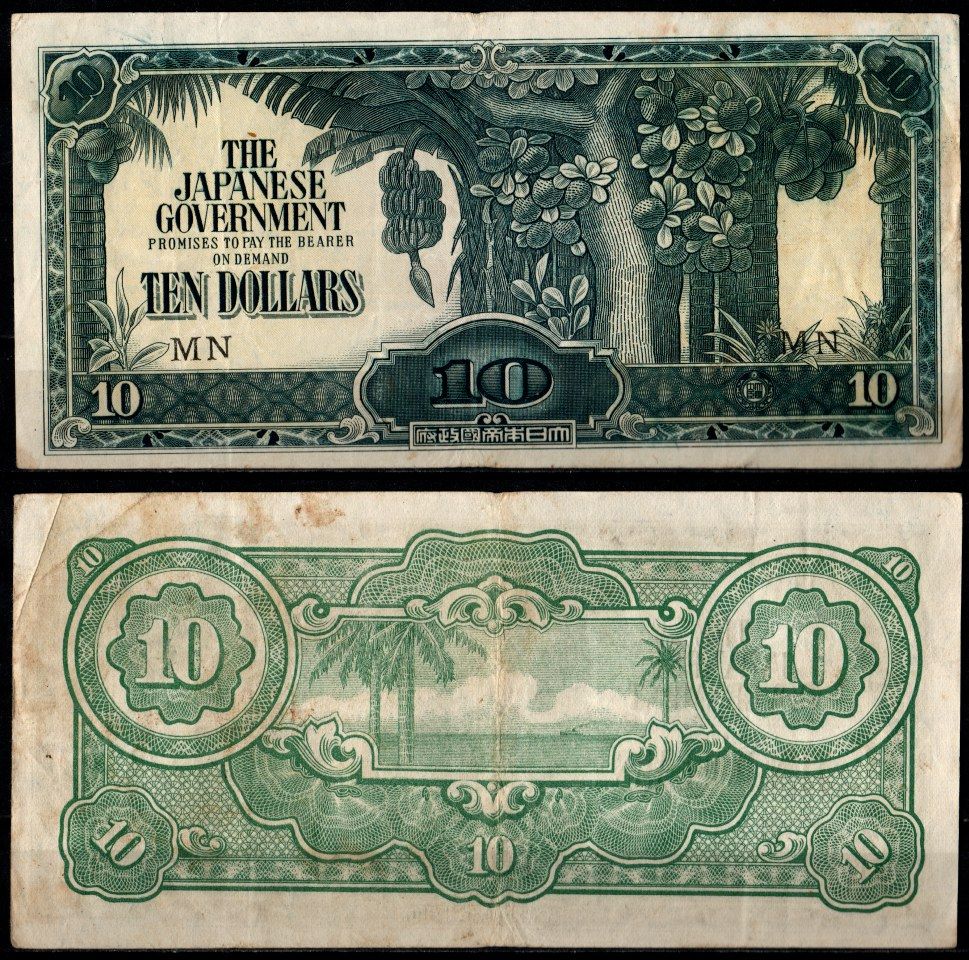 10 10
THE
JAPANESE
GOVERNMENT
PROMISES TO PAY THE BEARER
ON DEMAND
TEN DOLLARS
MN MN
10 10 10
大日本帝國政府
10 10
10 10
10 10 10